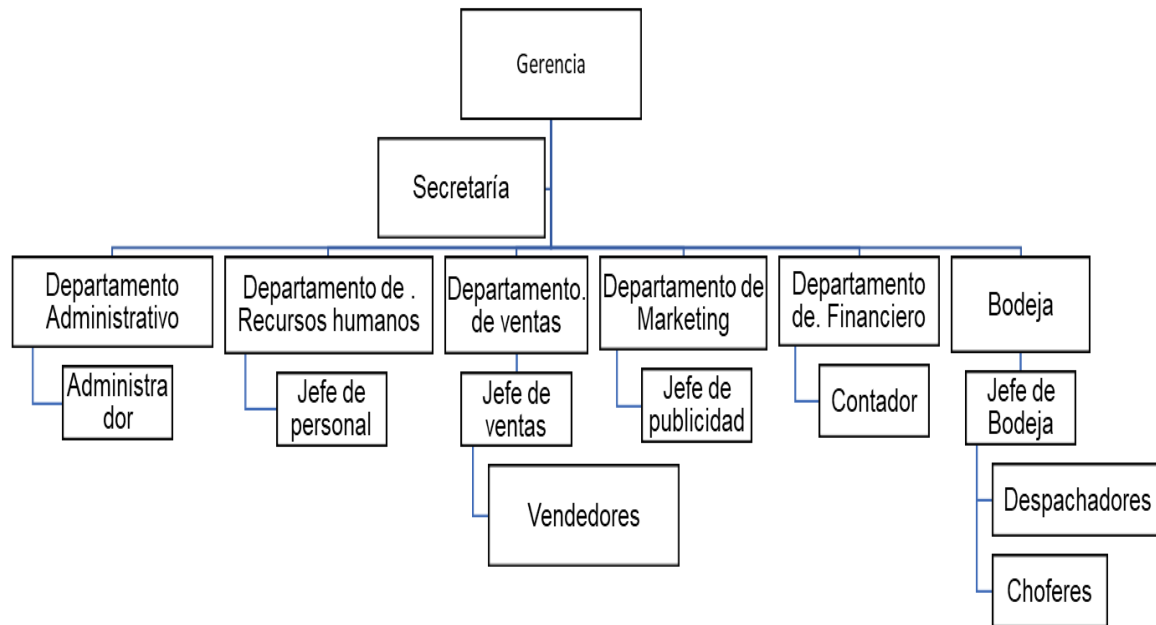 Gerencia
Secretaría
Departamento
Administrativo
Departamento de .
Recursos humanos
Departamento.
de ventas
Departamento de
Marketing
Departamento
de. Financiero
Bodeja
Administra
dor
Jefe de
personal
Jefe de
ventas
Jefe de
publicidad
Contador
Jefe de
Bodeja
Vendedores
Despachadores
Choferes